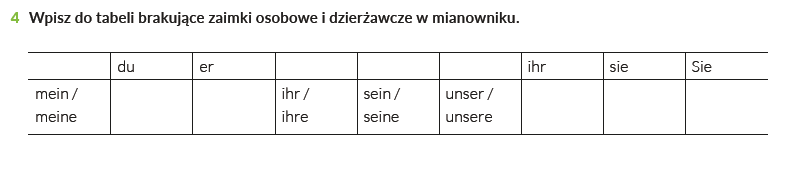 4 Wpisz do tabeli brakujące zaimki osobowe i dzierżawcze w mianowniku.
du er ihr sie Sie
mein / ihr / sein / unser /
meine ihre seine unsere